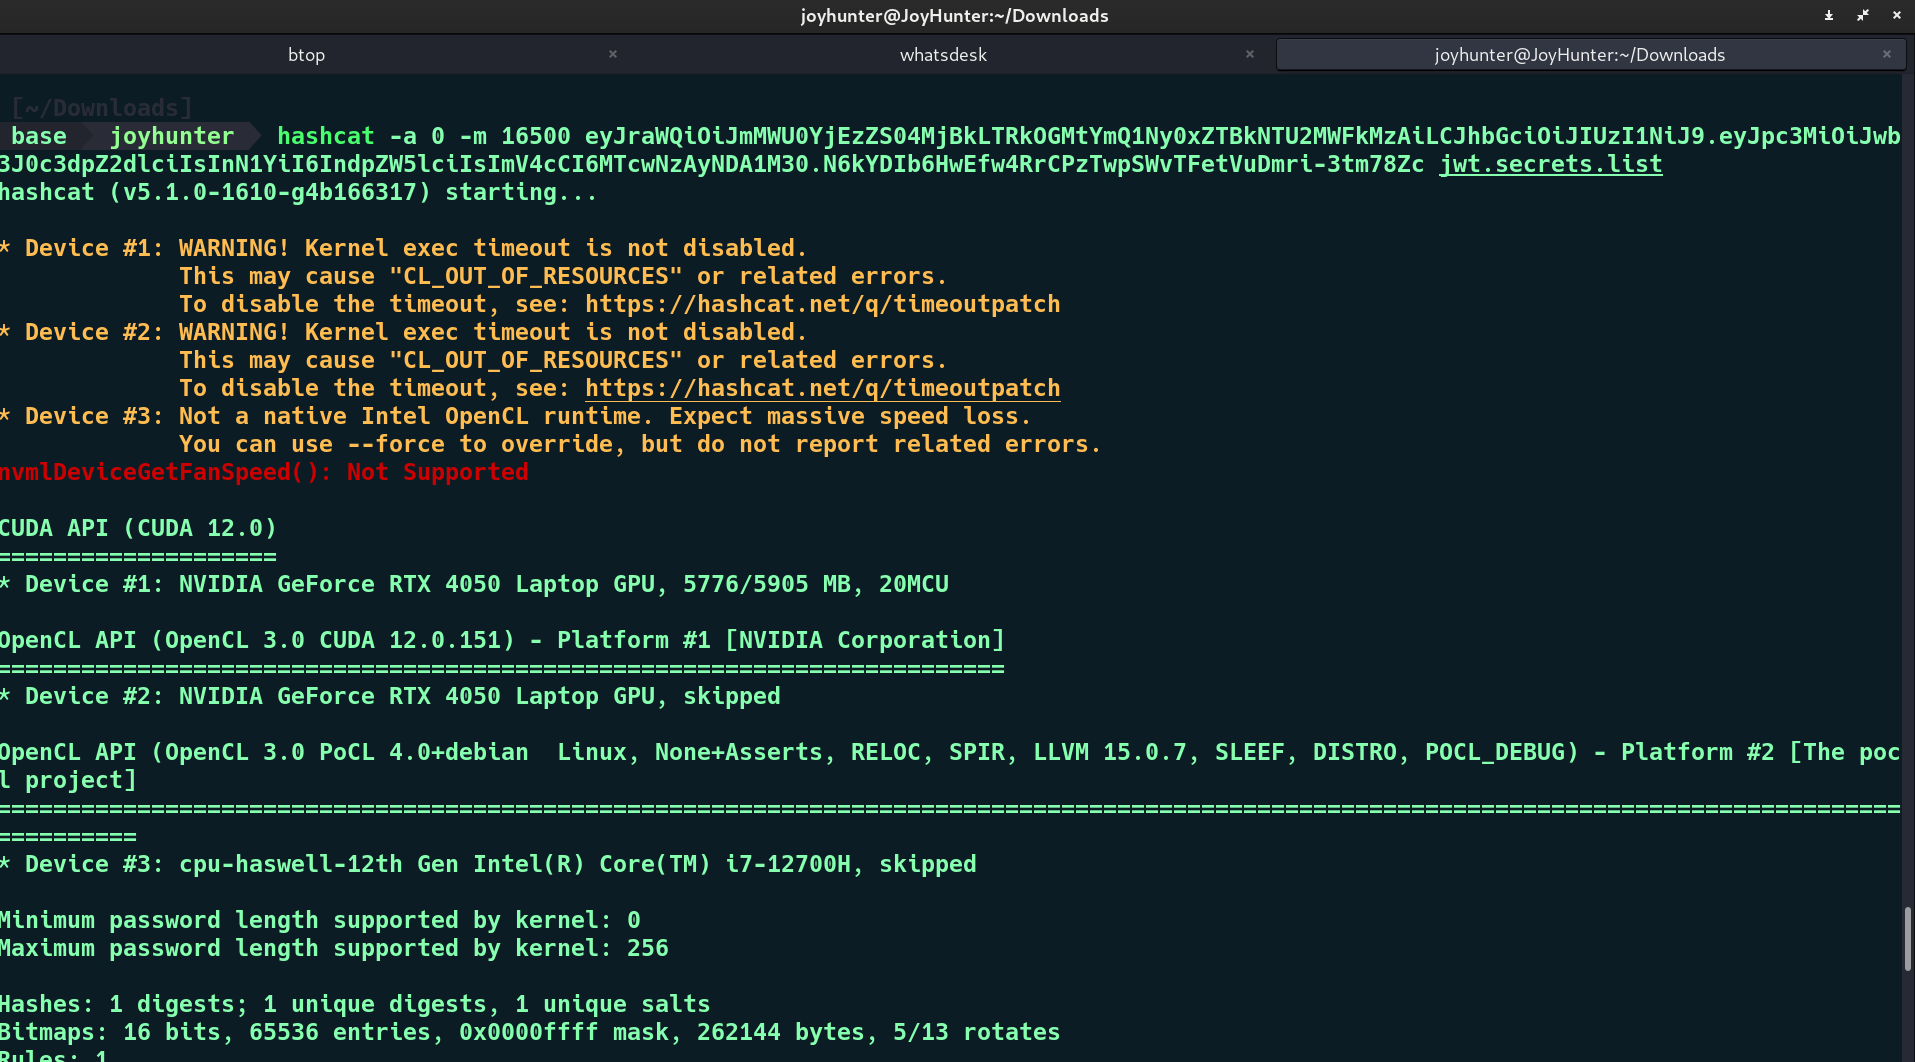 joyhunter@JoyHunter:~/Downloads
btop × whatsdesk × joyhunter@JoyHunter:~/Downloads ×
[~/Downloads]
base joyhunter hashcat -a 0 -m 16500 eyJraWQiOiJmMWU0YjEzZS04MjBkLTRkOGMtYmQ1Ny0xZTBkNTU2MWFkMzAiLCJhbGciOiJIUzI1NiJ9.eyJpc3MiOiJwb
3J0c3dpZ2dlciIsInN1YiI6IndpZW5lciIsImV4cCI6MTcwNzAyNDA1M30.N6kYDIb6HwEfw4RrCPzTwpSWvTFetVuDmri-3tm78Zc jwt.secrets.list
hashcat (v5.1.0-1610-g4b166317) starting...
* Device #1: WARNING! Kernel exec timeout is not disabled.
This may cause "CL_OUT_OF_RESOURCES" or related errors.
To disable the timeout, see: https://hashcat.net/q/timeoutpatch
* Device #2: WARNING! Kernel exec timeout is not disabled.
This may cause "CL_OUT_OF_RESOURCES" or related errors.
To disable the timeout, see: https://hashcat.net/q/timeoutpatch
* Device #3: Not a native Intel OpenCL runtime. Expect massive speed loss.
You can use --force to override, but do not report related errors.
nvmlDeviceGetFanSpeed(): Not Supported
CUDA API (CUDA 12.0)
====================
* Device #1: NVIDIA GeForce RTX 4050 Laptop GPU, 5776/5905 MB, 20MCU
OpenCL API (OpenCL 3.0 CUDA 12.0.151) - Platform #1 [NVIDIA Corporation]
========================================================================
* Device #2: NVIDIA GeForce RTX 4050 Laptop GPU, skipped
OpenCL API (OpenCL 3.0 PoCL 4.0+debian  Linux, None+Asserts, RELOC, SPIR, LLVM 15.0.7, SLEEF, DISTRO, POCL_DEBUG) - Platform #2 [The poc
l project]
========================================================================================================================================
==========
* Device #3: cpu-haswell-12th Gen Intel(R) Core(TM) i7-12700H, skipped
Minimum password length supported by kernel: 0
Maximum password length supported by kernel: 256
Hashes: 1 digests; 1 unique digests, 1 unique salts
Bitmaps: 16 bits, 65536 entries, 0x0000ffff mask, 262144 bytes, 5/13 rotates
Rules: 1